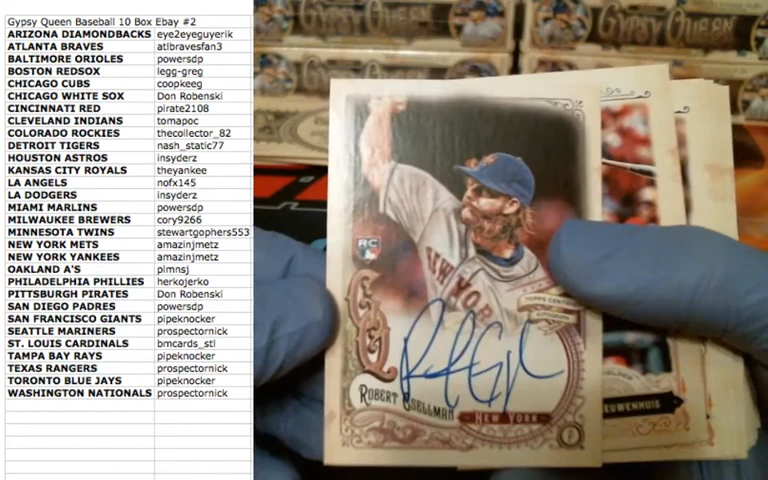 Gypsy Queen Baseball 10 Box Ebay #2
ARIZONA DIAMONDBACKS eye2eyeguyerik
ATLANTA BRAVES atlbravesfan3
BALTIMORE ORIOLES powersdp
BOSTON REDSOX legg-greg
CHICAGO CUBS coopkeeg
CHICAGO WHITE SOX Don Robenski
CINCINNATI RED pirate2108
CLEVELAND INDIANS tomapoc
COLORADO ROCKIES thecollector_82
DETROIT TIGERS nash_static77
HOUSTON ASTROS insyderz
KANSAS CITY ROYALS theyankee
LA ANGELS nofx145
LA DODGERS insyderz
MIAMI MARLINS powersdp
MILWAUKEE BREWERS cory9266
MINNESOTA TWINS stewartgophers553
NEW YORK METS amazinjmetz
NEW YORK YANKEES amazinjmetz
OAKLAND A'S plmnsj
PHILADELPHIA PHILLIES herkojerko
PITTSBURGH PIRATES Don Robenski
SAN DIEGO PADRES powersdp
SAN FRANCISCO GIANTS pipeknocker
SEATTLE MARINERS prospectornick
ST. LOUIS CARDINALS bmcards_stl
TAMPA BAY RAYS pipeknocker
TEXAS RANGERS prospectornick
TORONTO BLUE JAYS pipeknocker
WASHINGTON NATIONALS prospectornick
GYPSY QUEEN
GYPSY QUEEN
RC
NEW YORK
GQ
ROBERT GSELLMAN
NEW YORK
EUWENHUIS